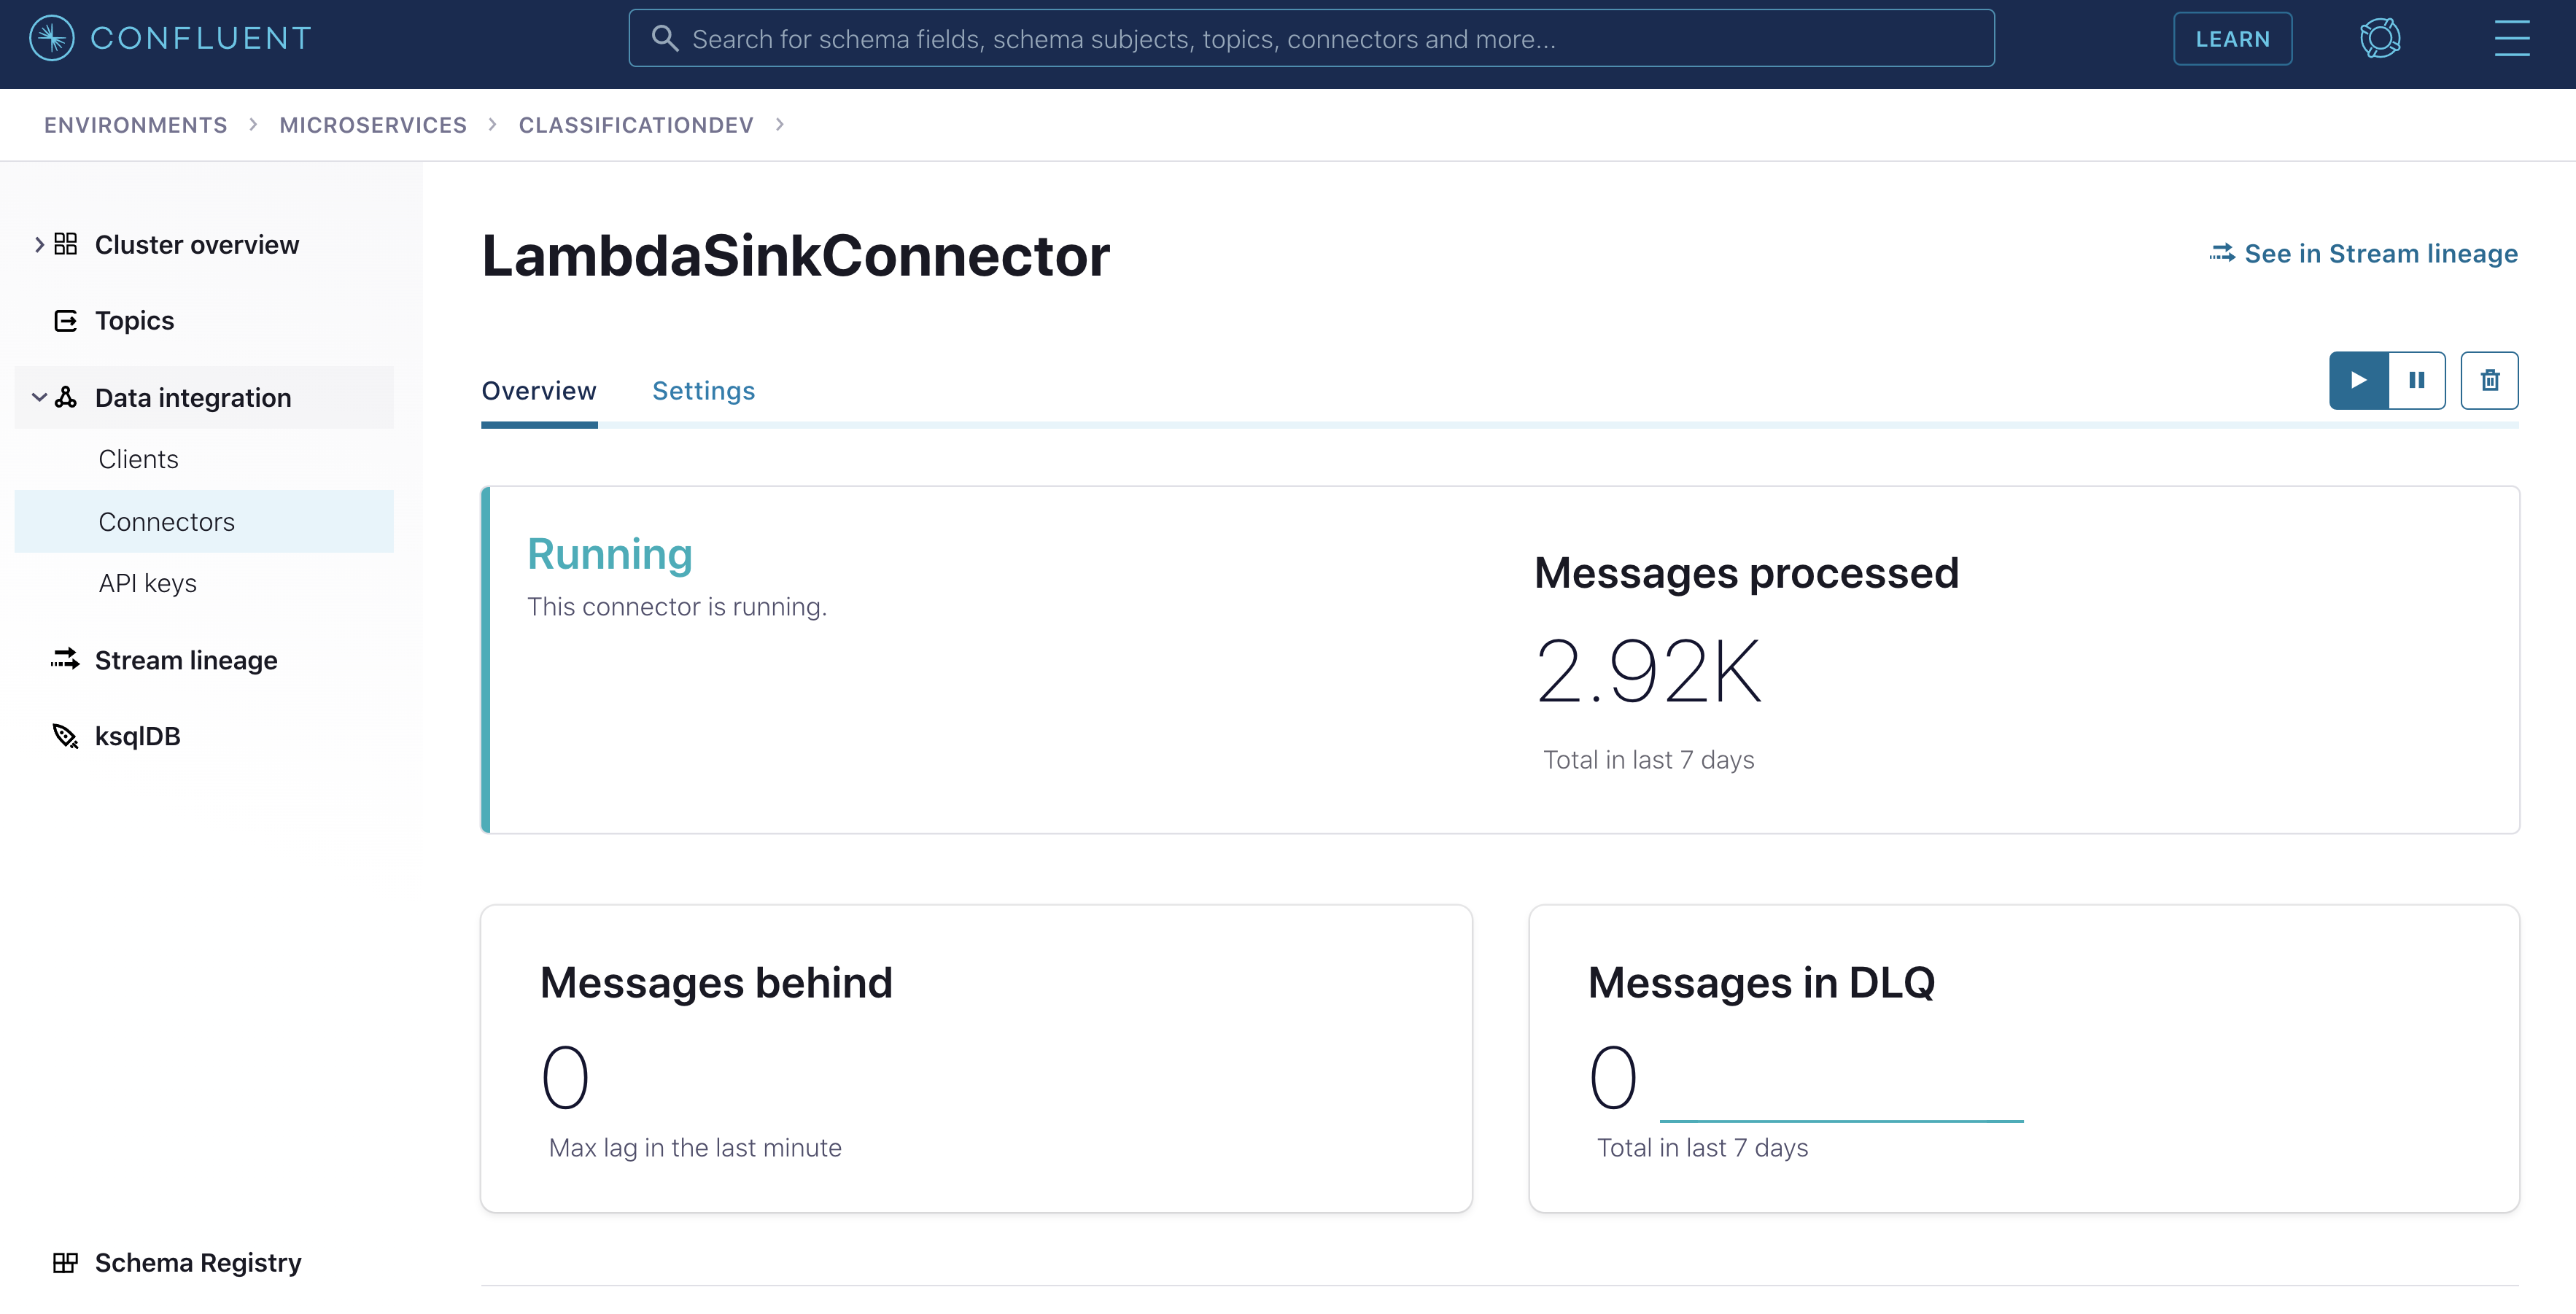 CONFLUENT
Search for schema fields, schema subjects, topics, connectors and more...
LEARN
ENVIRONMENTS > MICROSERVICES > CLASSIFICATIONDEV >
Cluster overview
Topics
Data integration
Clients
Connectors
API keys
Stream lineage
ksqlDB
Schema Registry
LambdaSinkConnector
See in Stream lineage
Overview
Settings
Running
This connector is running.
Messages processed
2.92K
Total in last 7 days
Messages behind
0
Max lag in the last minute
Messages in DLQ
0
Total in last 7 days